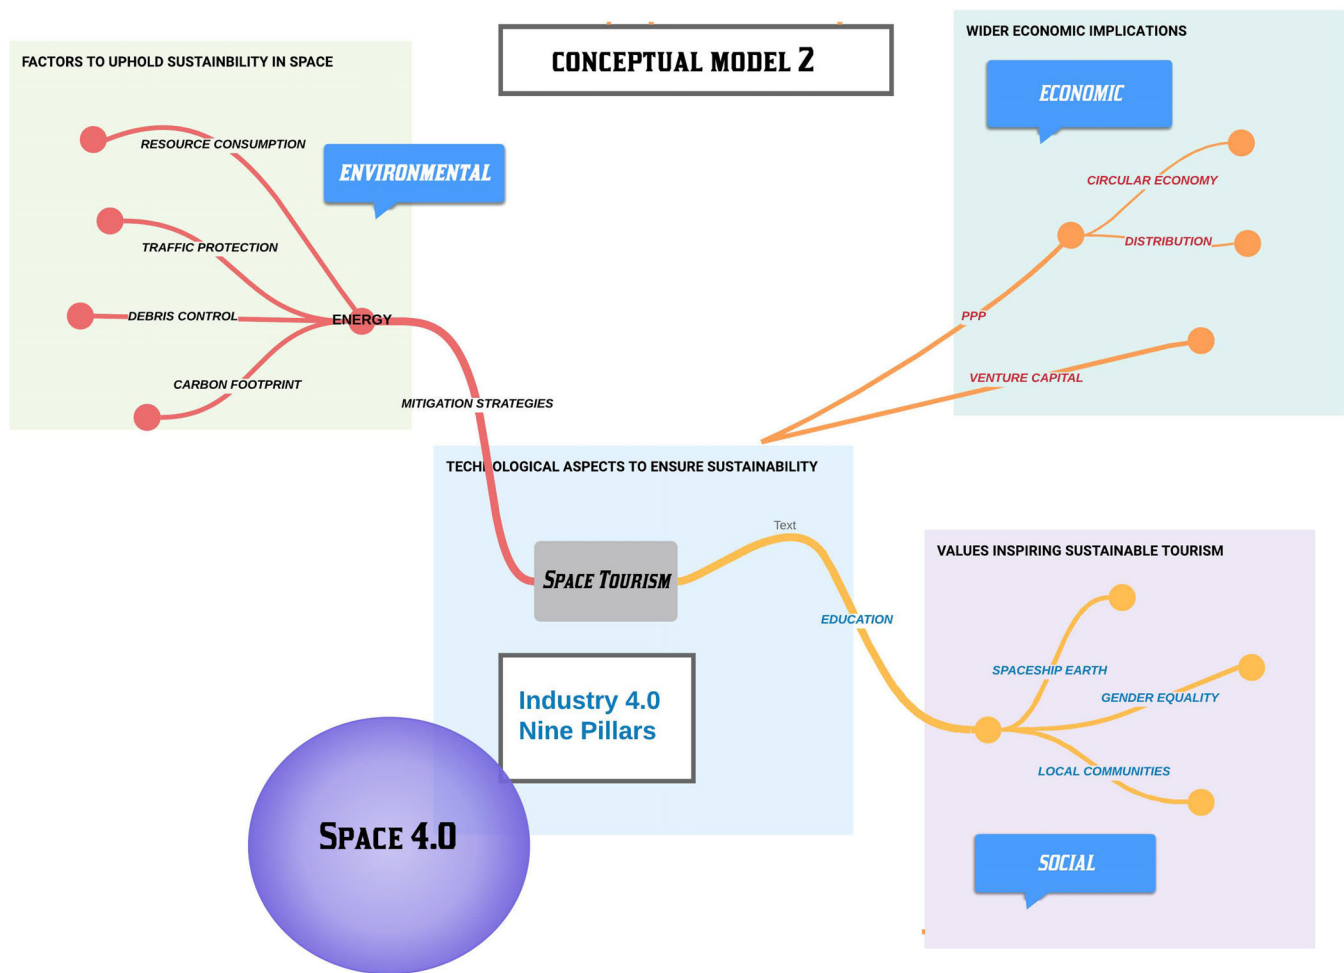 CONCEPTUAL MODEL 2
FACTORS TO UPHOLD SUSTAINBILITY IN SPACE
RESOURCE CONSUMPTION
ENVIRONMENTAL
TRAFFIC PROTECTION
DEBRIS CONTROL
ENERGY
CARBON FOOTPRINT
MITIGATION STRATEGIES
WIDER ECONOMIC IMPLICATIONS
ECONOMIC
CIRCULAR ECONOMY
DISTRIBUTION
PPP
VENTURE CAPITAL
TECHNOLOGICAL ASPECTS TO ENSURE SUSTAINABILITY
Text
SPACE TOURISM
EDUCATION
Industry 4.0
Nine Pillars
SPACE 4.0
VALUES INSPIRING SUSTAINABLE TOURISM
SPACESHIP EARTH
GENDER EQUALITY
LOCAL COMMUNITIES
SOCIAL